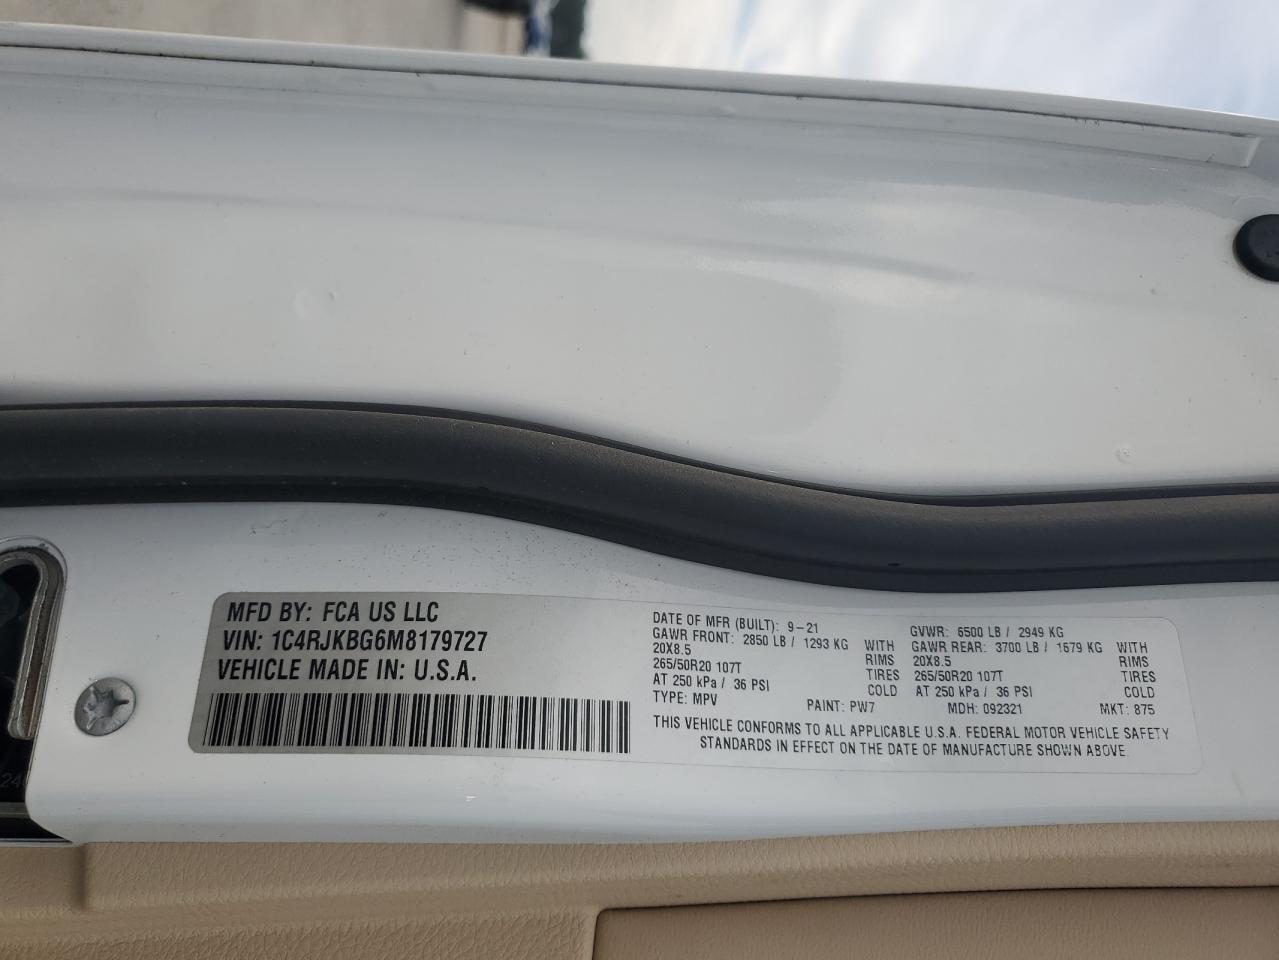 MFD BY: FCA US LLC
VIN: 1C4RJKBG6M8179727
VEHICLE MADE IN: U.S.A.
DATE OF MFR (BUILT): 9-21
GAWR FRONT: 2850 LB / 1293 KG WITH
20X8.5 RIMS
265/50R20 107T TIRES
AT 250 kPa / 36 PSI COLD
TYPE: MPV PAINT: PW7
GVWR: 6500 LB / 2949 KG
GAWR REAR: 3700 LB / 1679 KG WITH
20X8.5 RIMS
265/50R20 107T TIRES
AT 250 kPa / 36 PSI COLD
MDH: 092321 MKT: 875
THIS VEHICLE CONFORMS TO ALL APPLICABLE U.S.A. FEDERAL MOTOR VEHICLE SAFETY
STANDARDS IN EFFECT ON THE DATE OF MANUFACTURE SHOWN ABOVE.